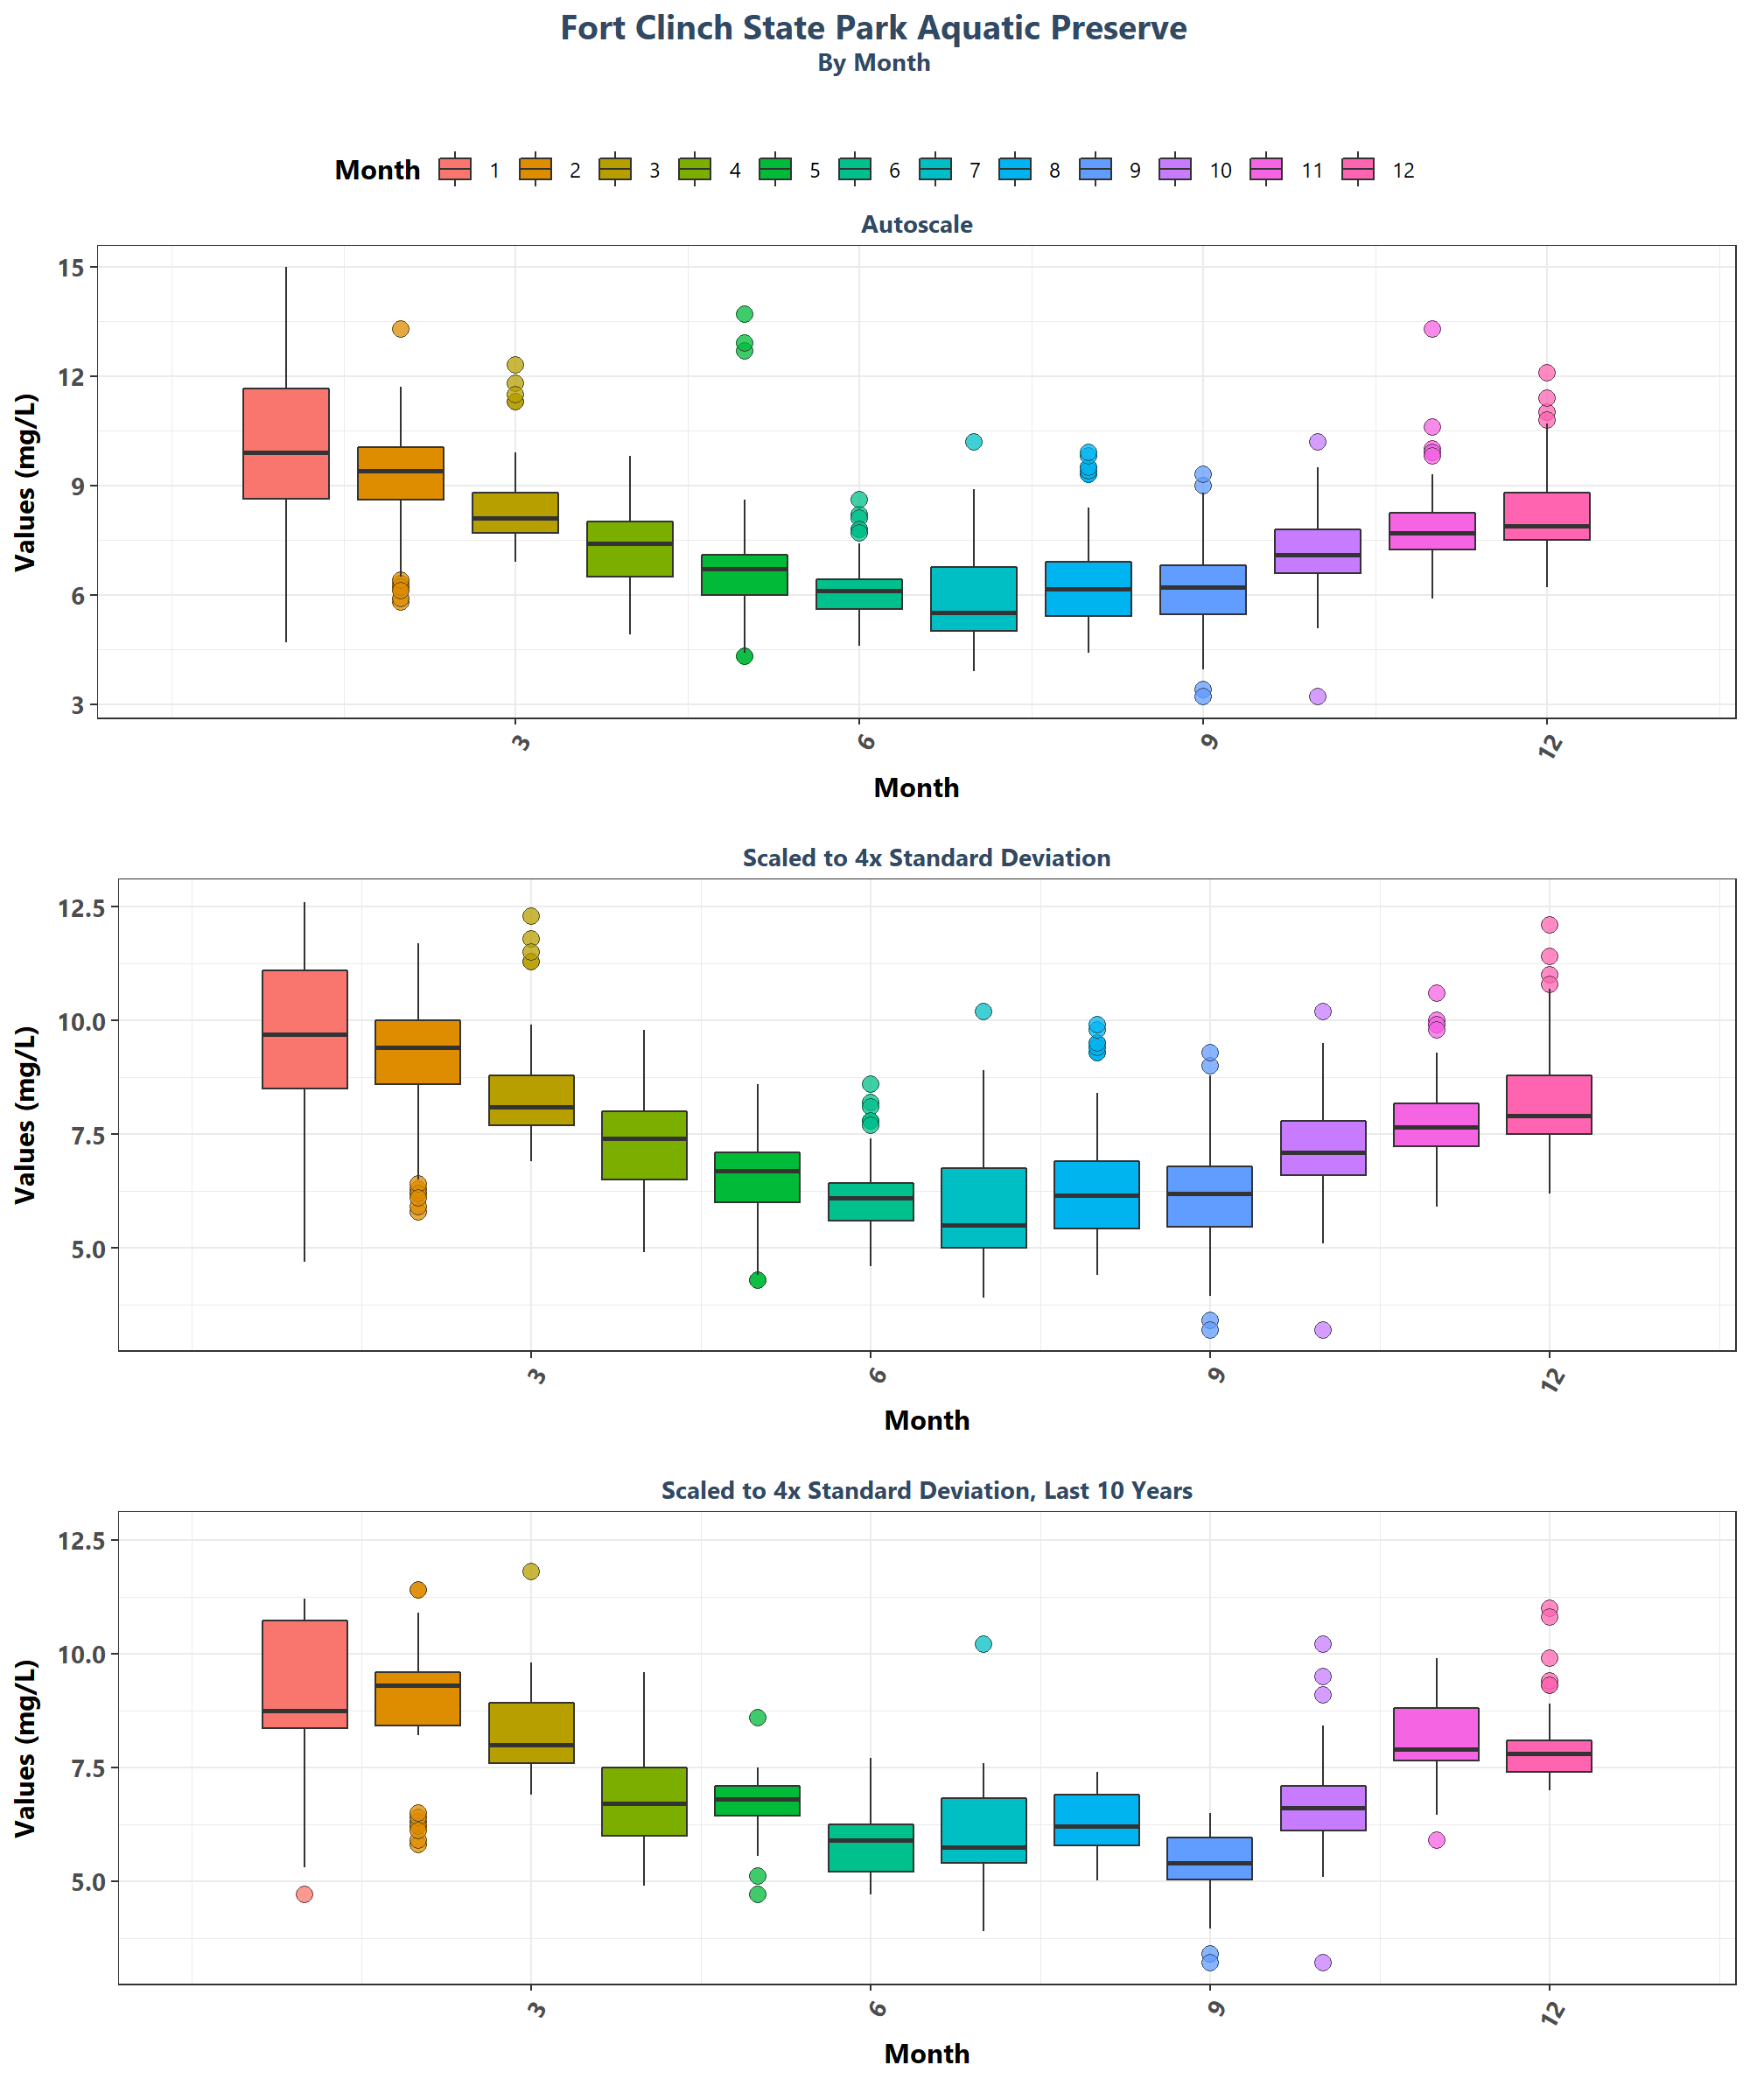 Fort Clinch State Park Aquatic Preserve
By Month
Month 1 2 3 4 5 6 7 8 9 10 11 12
Autoscale
Values (mg/L)
15
12
9
6
3
3 6 9 12
Month
Scaled to 4x Standard Deviation
Values (mg/L)
12.5
10.0
7.5
5.0
3 6 9 12
Month
Scaled to 4x Standard Deviation, Last 10 Years
Values (mg/L)
12.5
10.0
7.5
5.0
3 6 9 12
Month